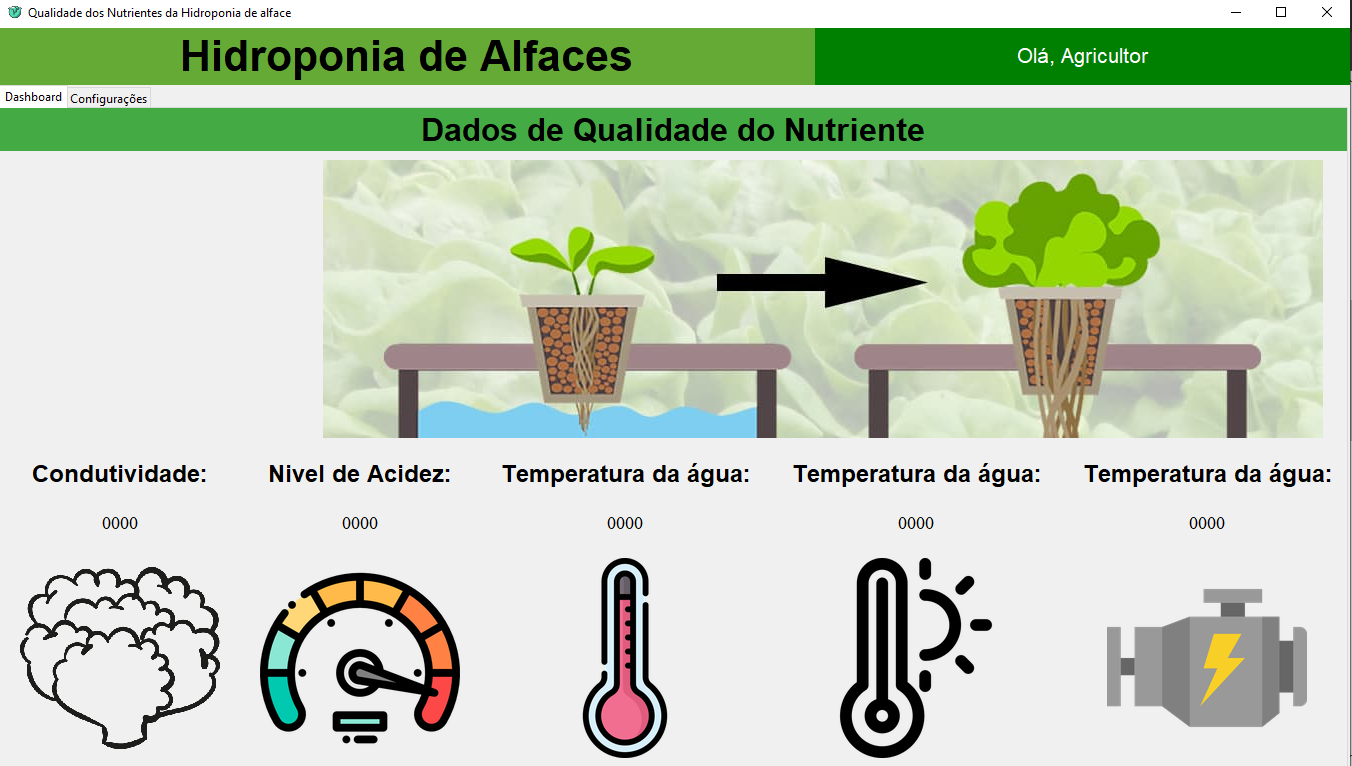 Qualidade dos Nutrientes da Hidroponia de alface
Hidroponia de Alfaces
Olá, Agricultor
Dashboard
Configurações
Dados de Qualidade do Nutriente
Condutividade:
Nivel de Acidez:
Temperatura da água:
Temperatura da água:
Temperatura da água:
0000
0000
0000
0000
0000